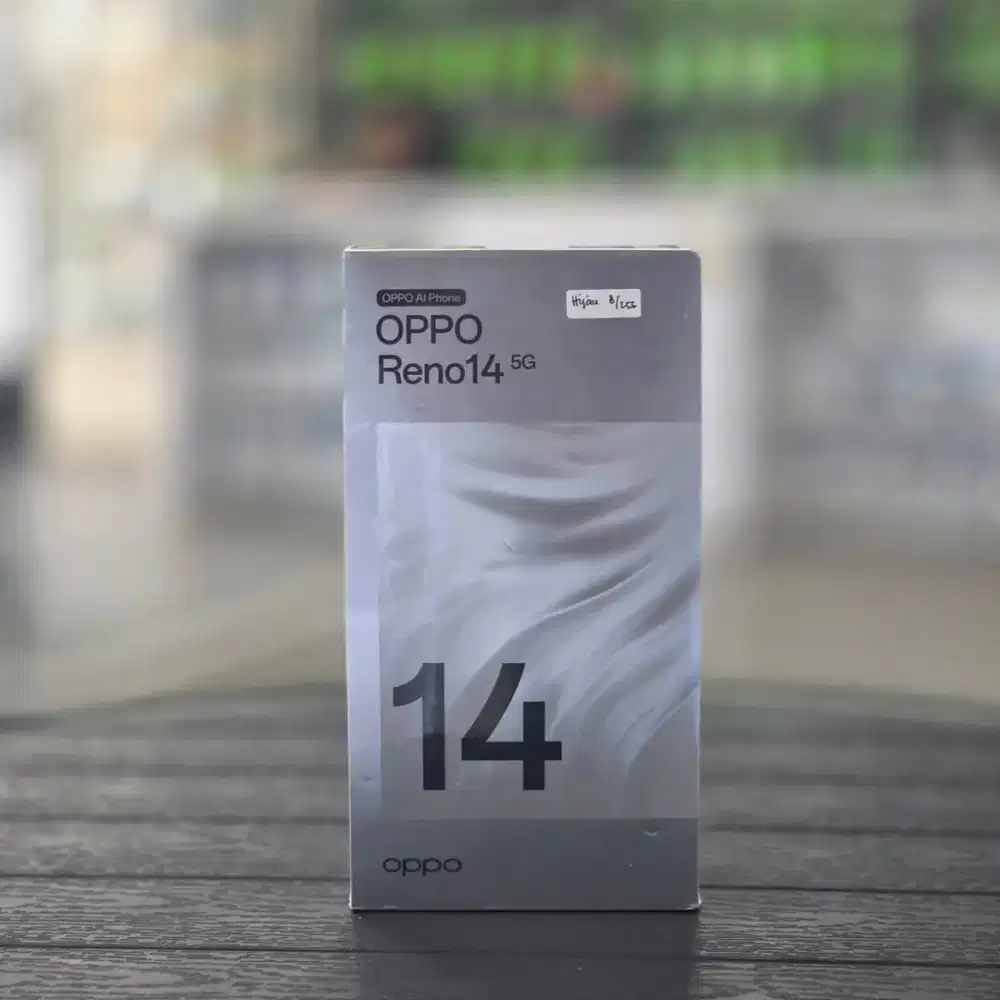 OPPO AI Phone
Hijau 8/256
OPPO
Reno14 5G
14
oppo